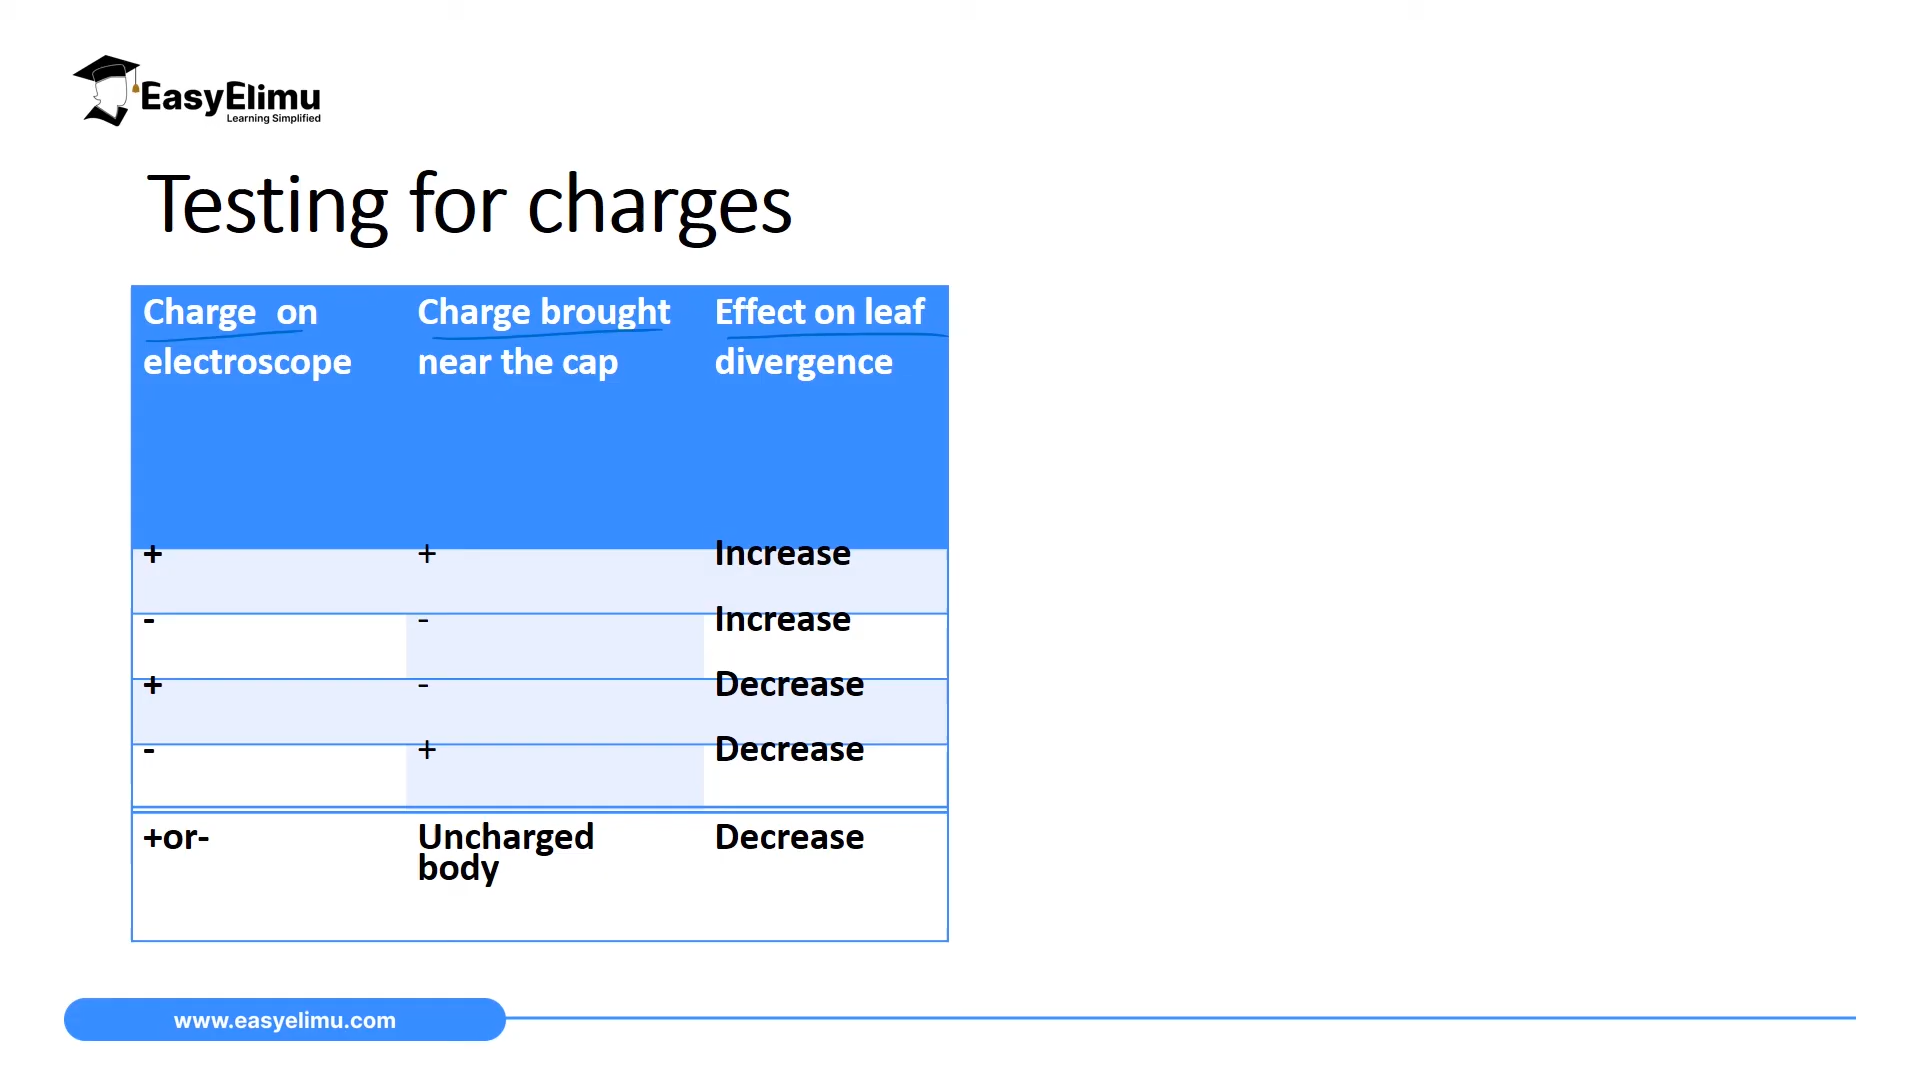 EasyElimu
Learning Simplified
Testing for charges
Charge on electroscope Charge brought near the cap Effect on leaf divergence
+ + Increase
- - Increase
+ - Decrease
- + Decrease
+or- Uncharged body Decrease
www.easyelimu.com